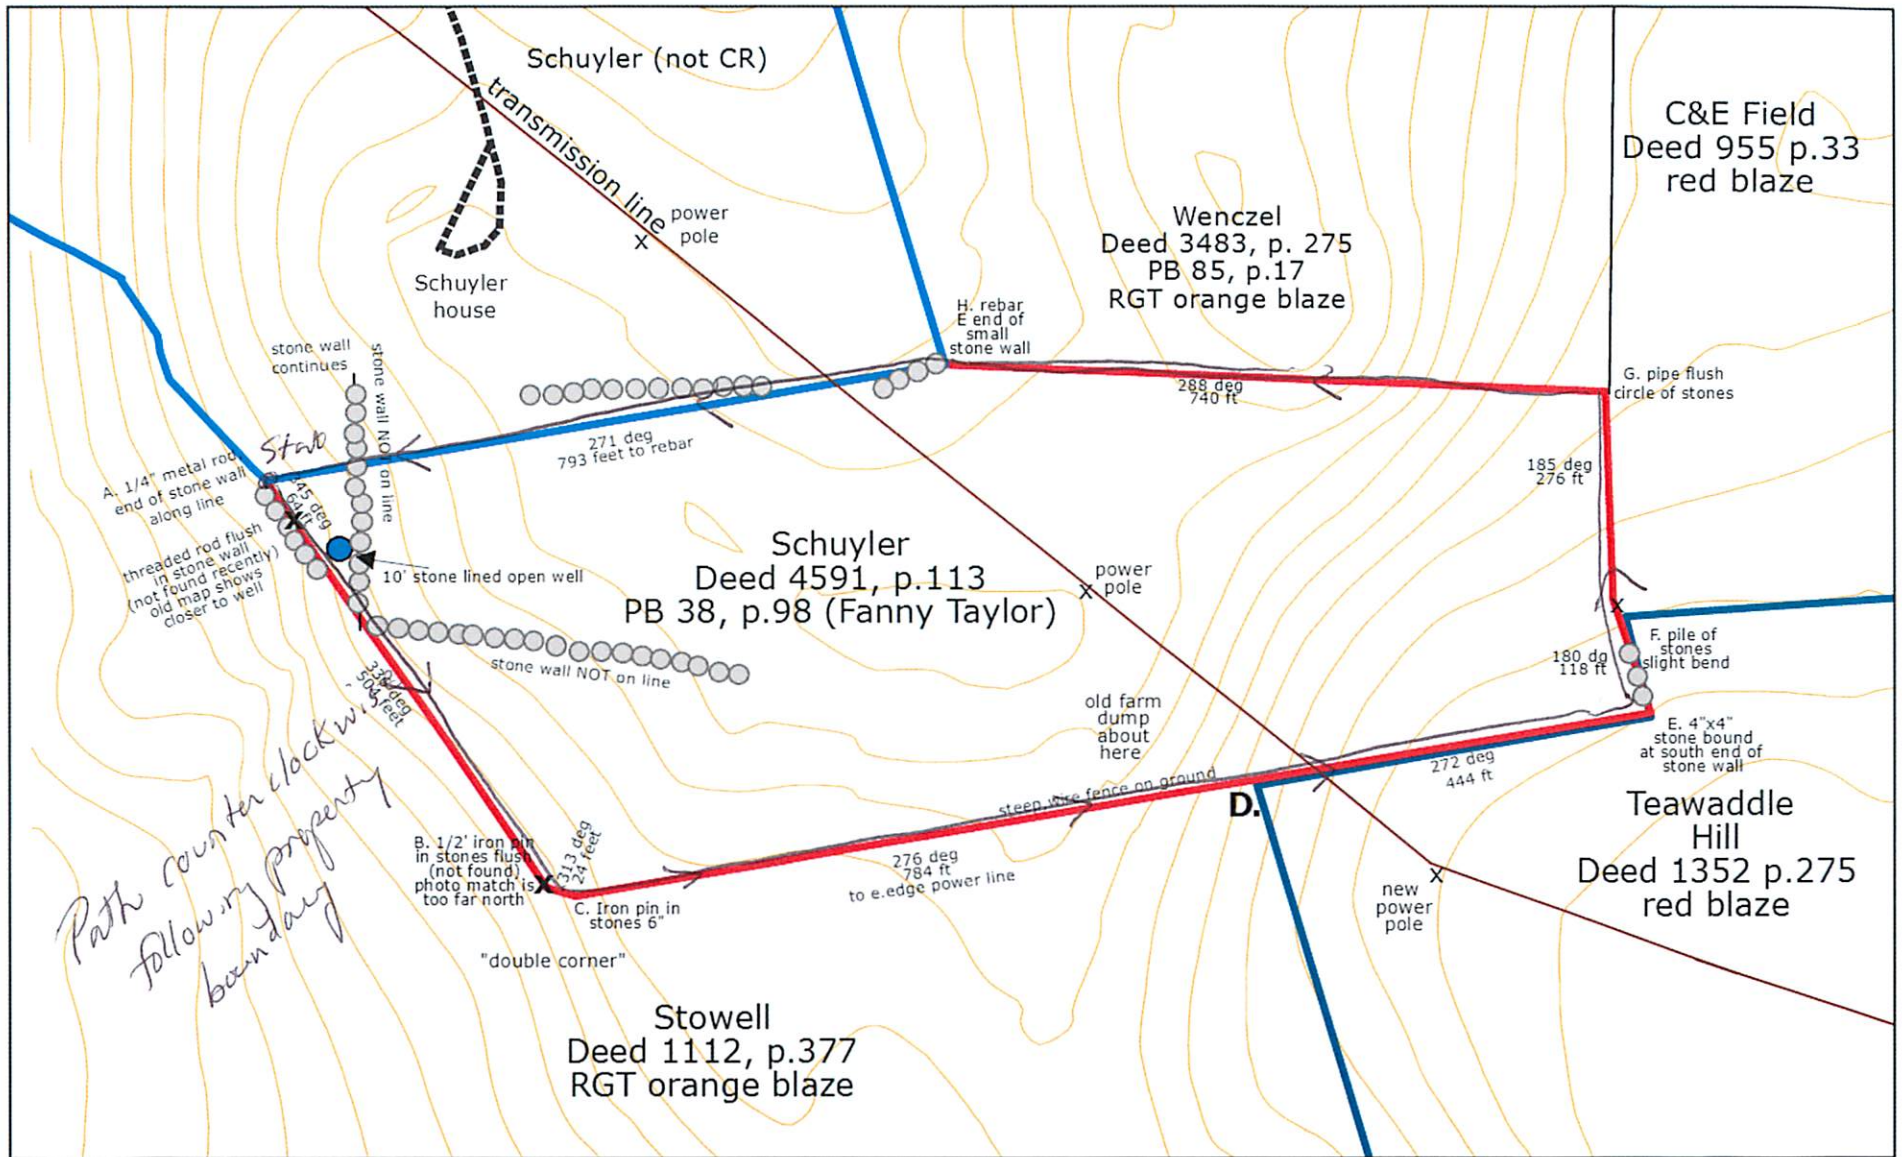 Schuyler (not CR)
transmission line
power
pole
Schuyler
house
C&E Field
Deed 955 p.33
red blaze
Wenczel
Deed 3483, p. 275
PB 85, p.17
RGT orange blaze
H. rebar
E end of
small
stone wall
stone wall
continues
stone wall NOT on line
288 deg
740 ft
G. pipe flush
circle of stones
271 deg
793 feet to rebar
A. 1/4" metal rod,
end of stone wall
along line
345 deg
64 ft
185 deg
276 ft
threaded rod flush
in stone wall
(not found recently)
old map shows
closer to well
10' stone lined open well
Schuyler
Deed 4591, p.113
PB 38, p.98 (Fanny Taylor)
power
pole
F. pile of
stones
slight bend
180 dg
118 ft
stone wall NOT on line
504 feet
old farm
dump
about
here
E. 4"x4"
stone bound
at south end of
stone wall
272 deg
444 ft
steep wire fence on ground
D.
Path counter clockwise
following property
boundary
B. 1/2' iron pin
in stones flush
(not found)
photo match is
too far north
313 deg
24 feet
276 deg
784 ft
to e.edge power line
C. Iron pin in
stones 6"
"double corner"
new
power
pole
Teawaddle
Hill
Deed 1352 p.275
red blaze
Stowell
Deed 1112, p.377
RGT orange blaze